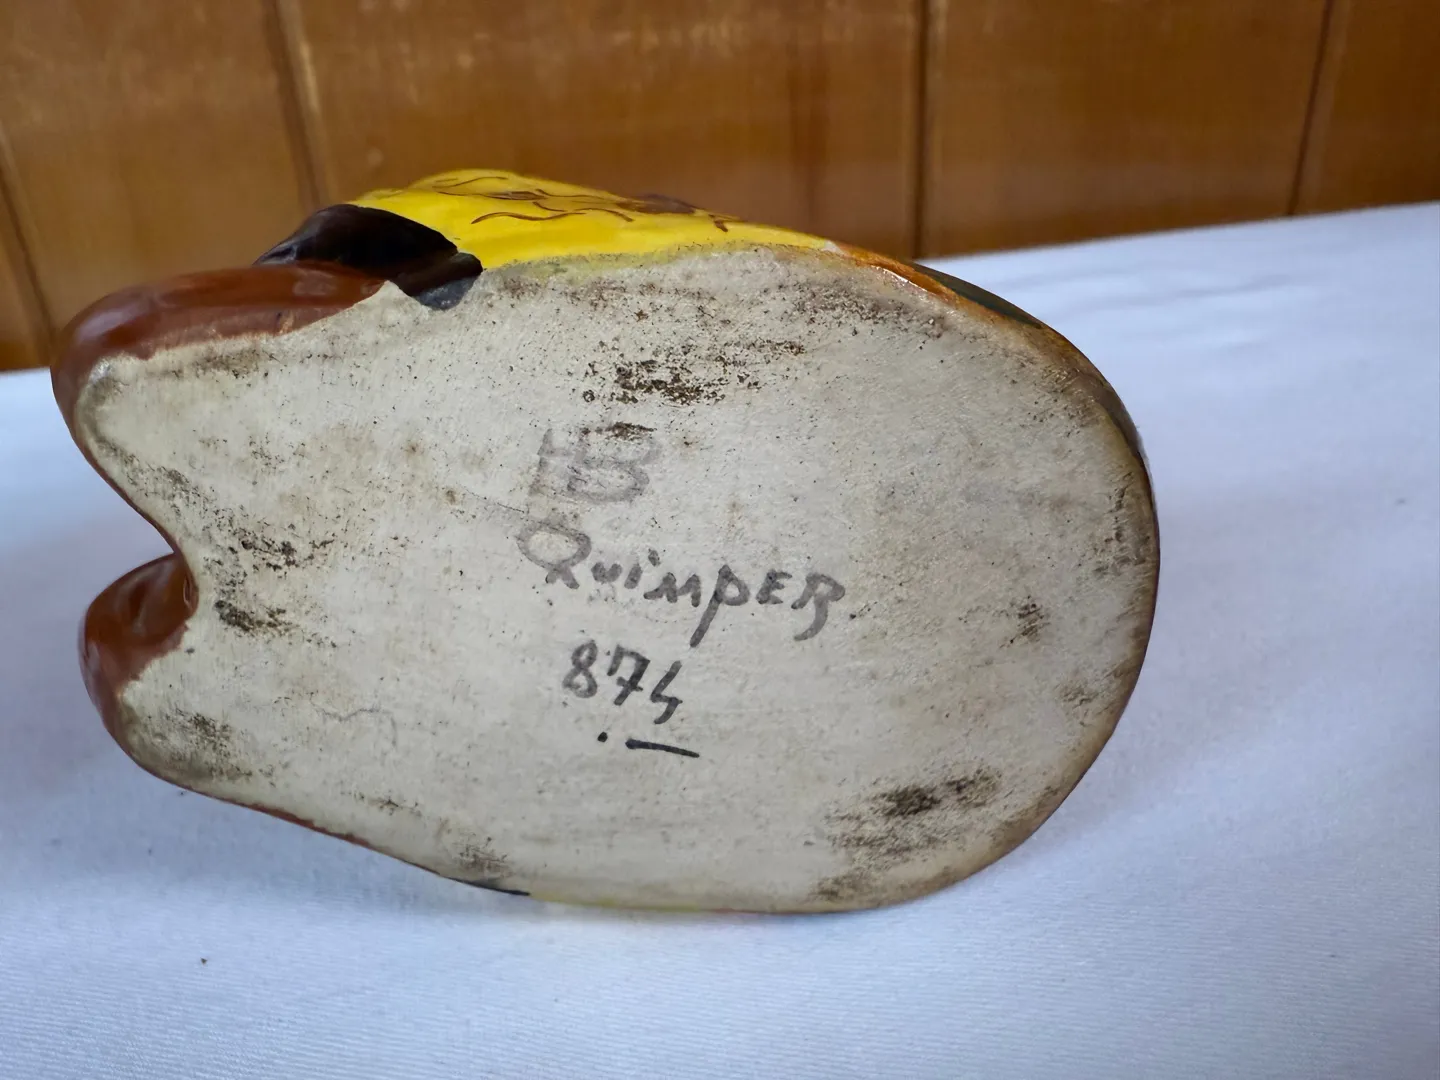 HB
QuimpER
874
. —